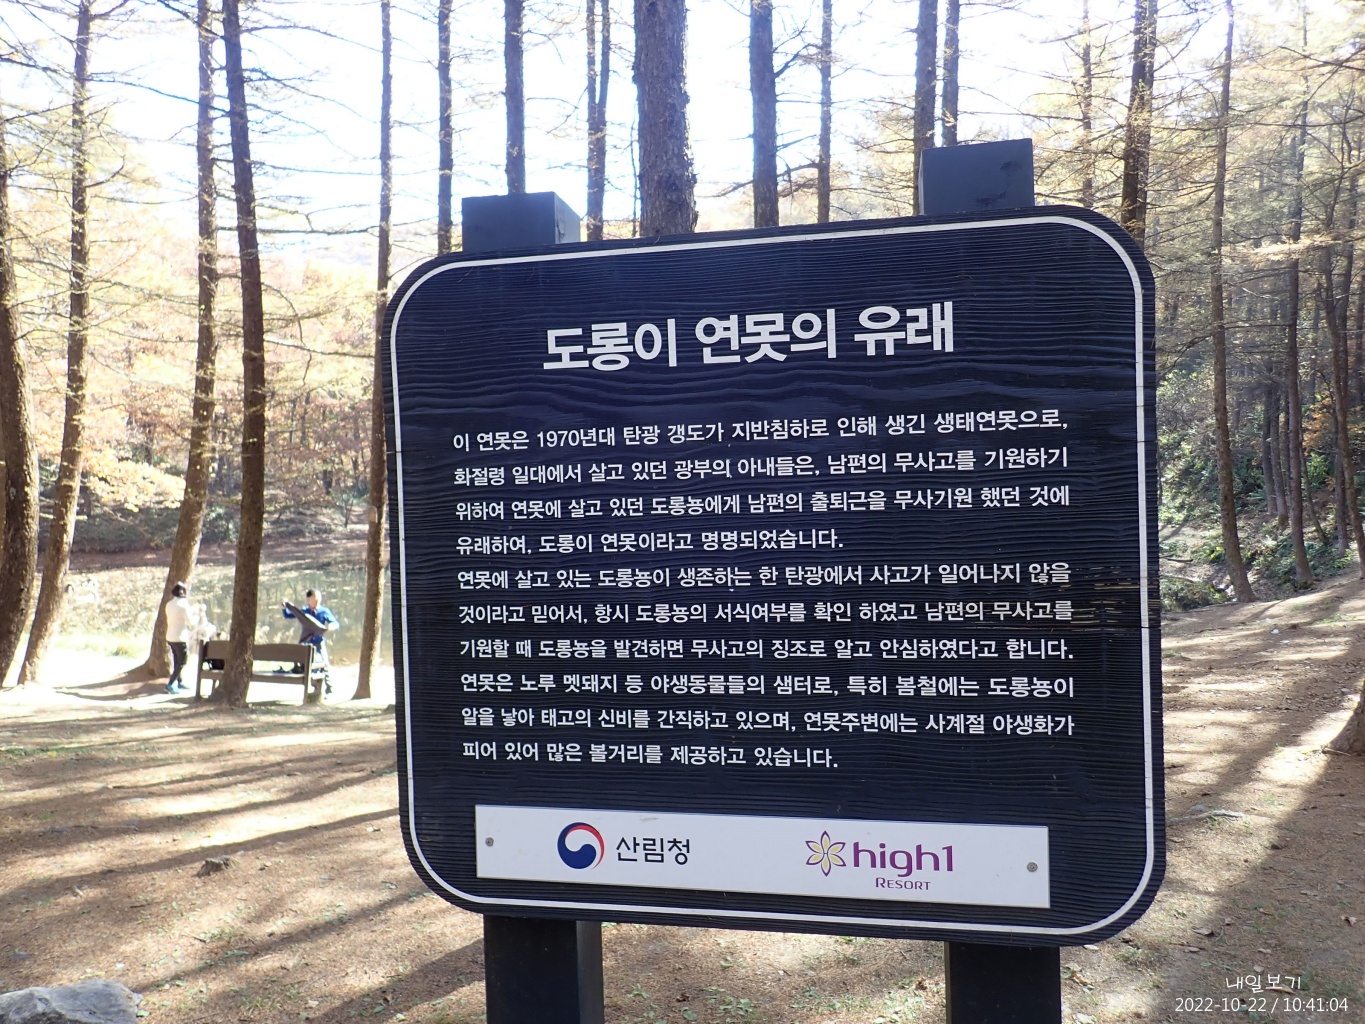 도롱이 연못의 유래
이 연못은 1970년대 탄광 갱도가 지반침하로 인해 생긴 생태연못으로,
화절령 일대에서 살고 있던 광부의 아내들은, 남편의 무사고를 기원하기
위하여 연못에 살고 있던 도롱뇽에게 남편의 출퇴근을 무사기원 했던 것에
유래하여, 도롱이 연못이라고 명명되었습니다.
연못에 살고 있는 도롱뇽이 생존하는 한 탄광에서 사고가 일어나지 않을
것이라고 믿어서, 항시 도롱뇽의 서식여부를 확인 하였고 남편의 무사고를
기원할 때 도롱뇽을 발견하면 무사고의 징조로 알고 안심하였다고 합니다.
연못은 노루 멧돼지 등 야생동물들의 샘터로, 특히 봄철에는 도롱뇽이
알을 낳아 태고의 신비를 간직하고 있으며, 연못주변에는 사계절 야생화가
피어 있어 많은 볼거리를 제공하고 있습니다.
산림청
high1
RESORT
내일보기
2022-10-22 / 10:41:04